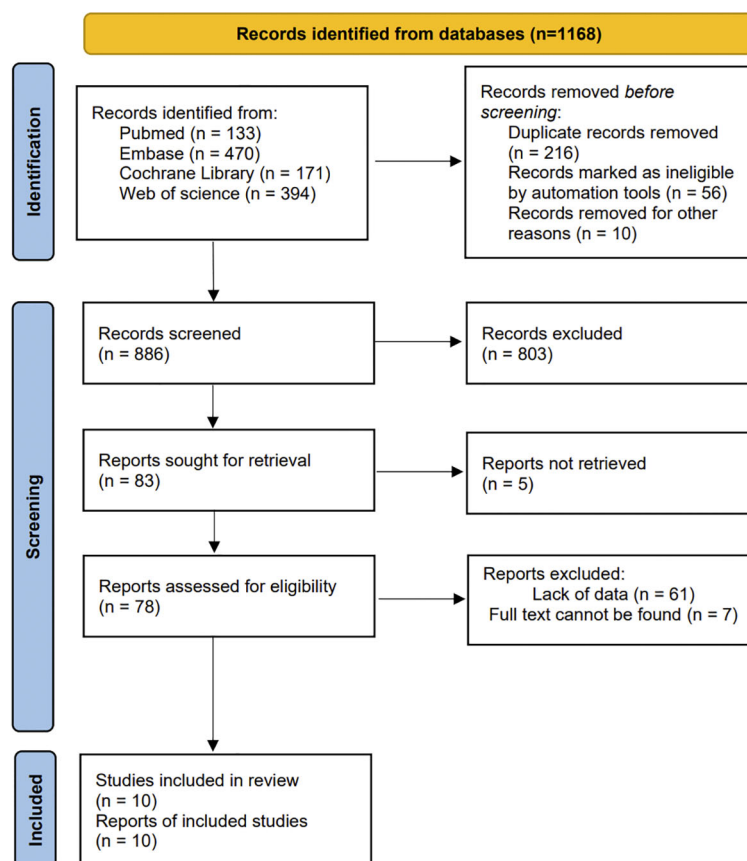 Records identified from databases (n=1168)
Identification
Records identified from:
Pubmed (n = 133)
Embase (n = 470)
Cochrane Library (n = 171)
Web of science (n = 394)
Records removed before
screening:
Duplicate records removed
(n = 216)
Records marked as ineligible
by automation tools (n = 56)
Records removed for other
reasons (n = 10)
Screening
Records screened
(n = 886)
Records excluded
(n = 803)
Reports sought for retrieval
(n = 83)
Reports not retrieved
(n = 5)
Reports assessed for eligibility
(n = 78)
Reports excluded:
Lack of data (n = 61)
Full text cannot be found (n = 7)
Included
Studies included in review
(n = 10)
Reports of included studies
(n = 10)